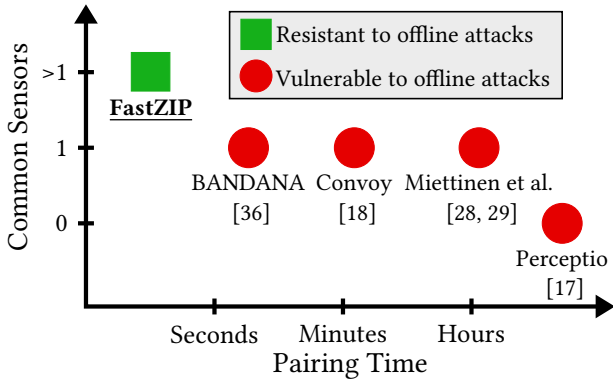 Common Sensors
>1
1
0
Resistant to offline attacks
Vulnerable to offline attacks
FastZIP
BANDANA
[36]
Convoy
[18]
Miettinen et al.
[28, 29]
Perceptio
[17]
Seconds
Minutes
Hours
Pairing Time